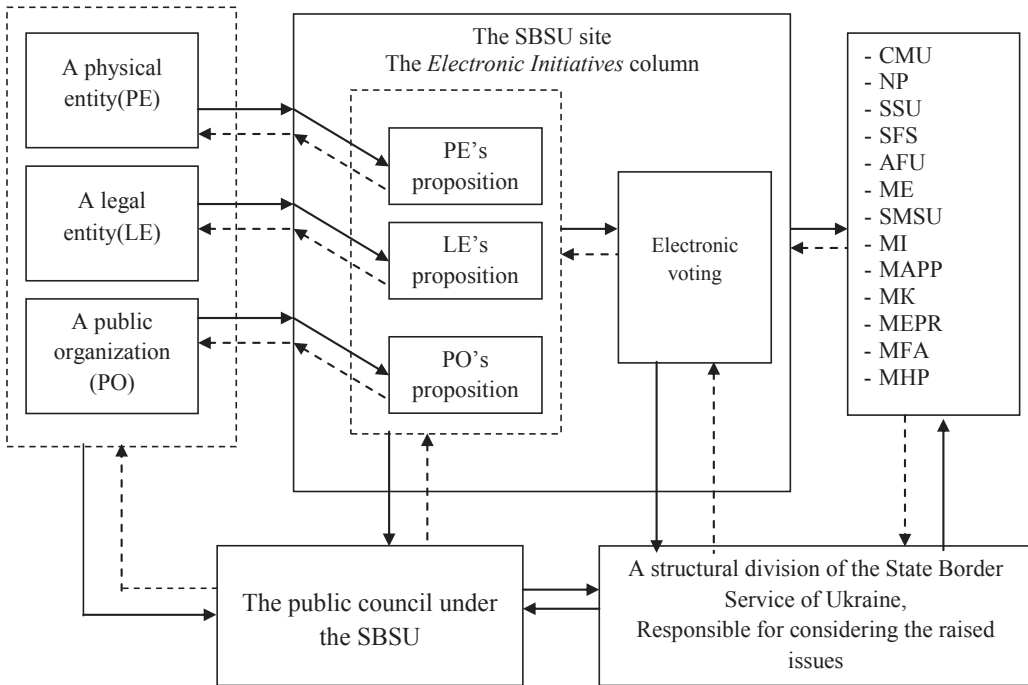 A physical
entity(PE)
A legal
entity(LE)
A public
organization
(PO)
The SBSU site
The Electronic Initiatives column
PE’s
proposition
LE’s
proposition
PO’s
proposition
Electronic
voting
- CMU
- NP
- SSU
- SFS
- AFU
- ME
- SMSU
- MI
- MAPP
- МК
- MEPR
- MFA
- MHP
The public council under
the SBSU
A structural division of the State Border
Service of Ukraine,
Responsible for considering the raised
issues